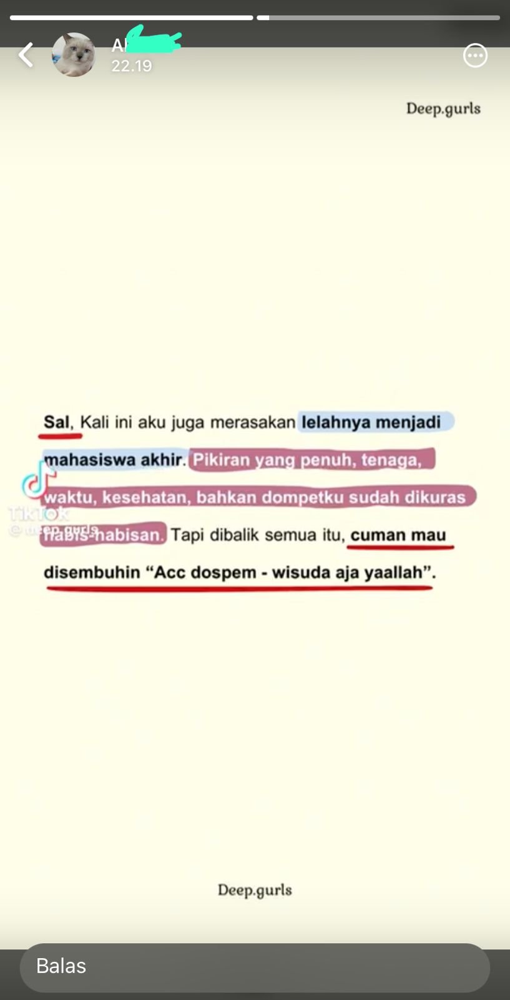 22.19
Deep.gurls
Sal, Kali ini aku juga merasakan lelahnya menjadi
mahasiswa akhir. Pikiran yang penuh, tenaga,
waktu, kesehatan, bahkan dompetku sudah dikuras
habis-habisan. Tapi dibalik semua itu, cuman mau
disembuhin “Acc dospem - wisuda aja yaallah”.
TikTok
@ deep.gurls
Deep.gurls
Balas